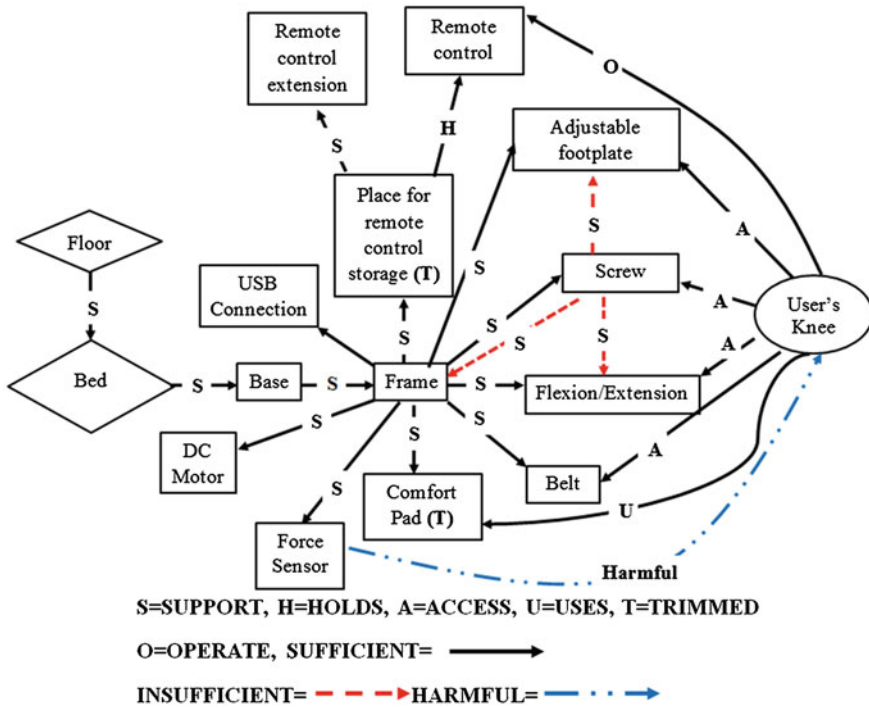 Remote
control
extension
Remote
control
O
H
S
Adjustable
footplate
Place for
remote
control
storage (T)
Floor
S
A
USB
Connection
S
S
Screw
A
User's
Knee
S
S
S
S
S
A
Bed
S
Base
S
Frame
S
Flexion/Extension
S
S
S
A
DC
Motor
S
Belt
Comfort
Pad (T)
U
Force
Sensor
Harmful
S=SUPPORT, H=HOLDS, A=ACCESS, U=USES, T=TRIMMED
O=OPERATE, SUFFICIENT=
INSUFFICIENT= HARMFUL=